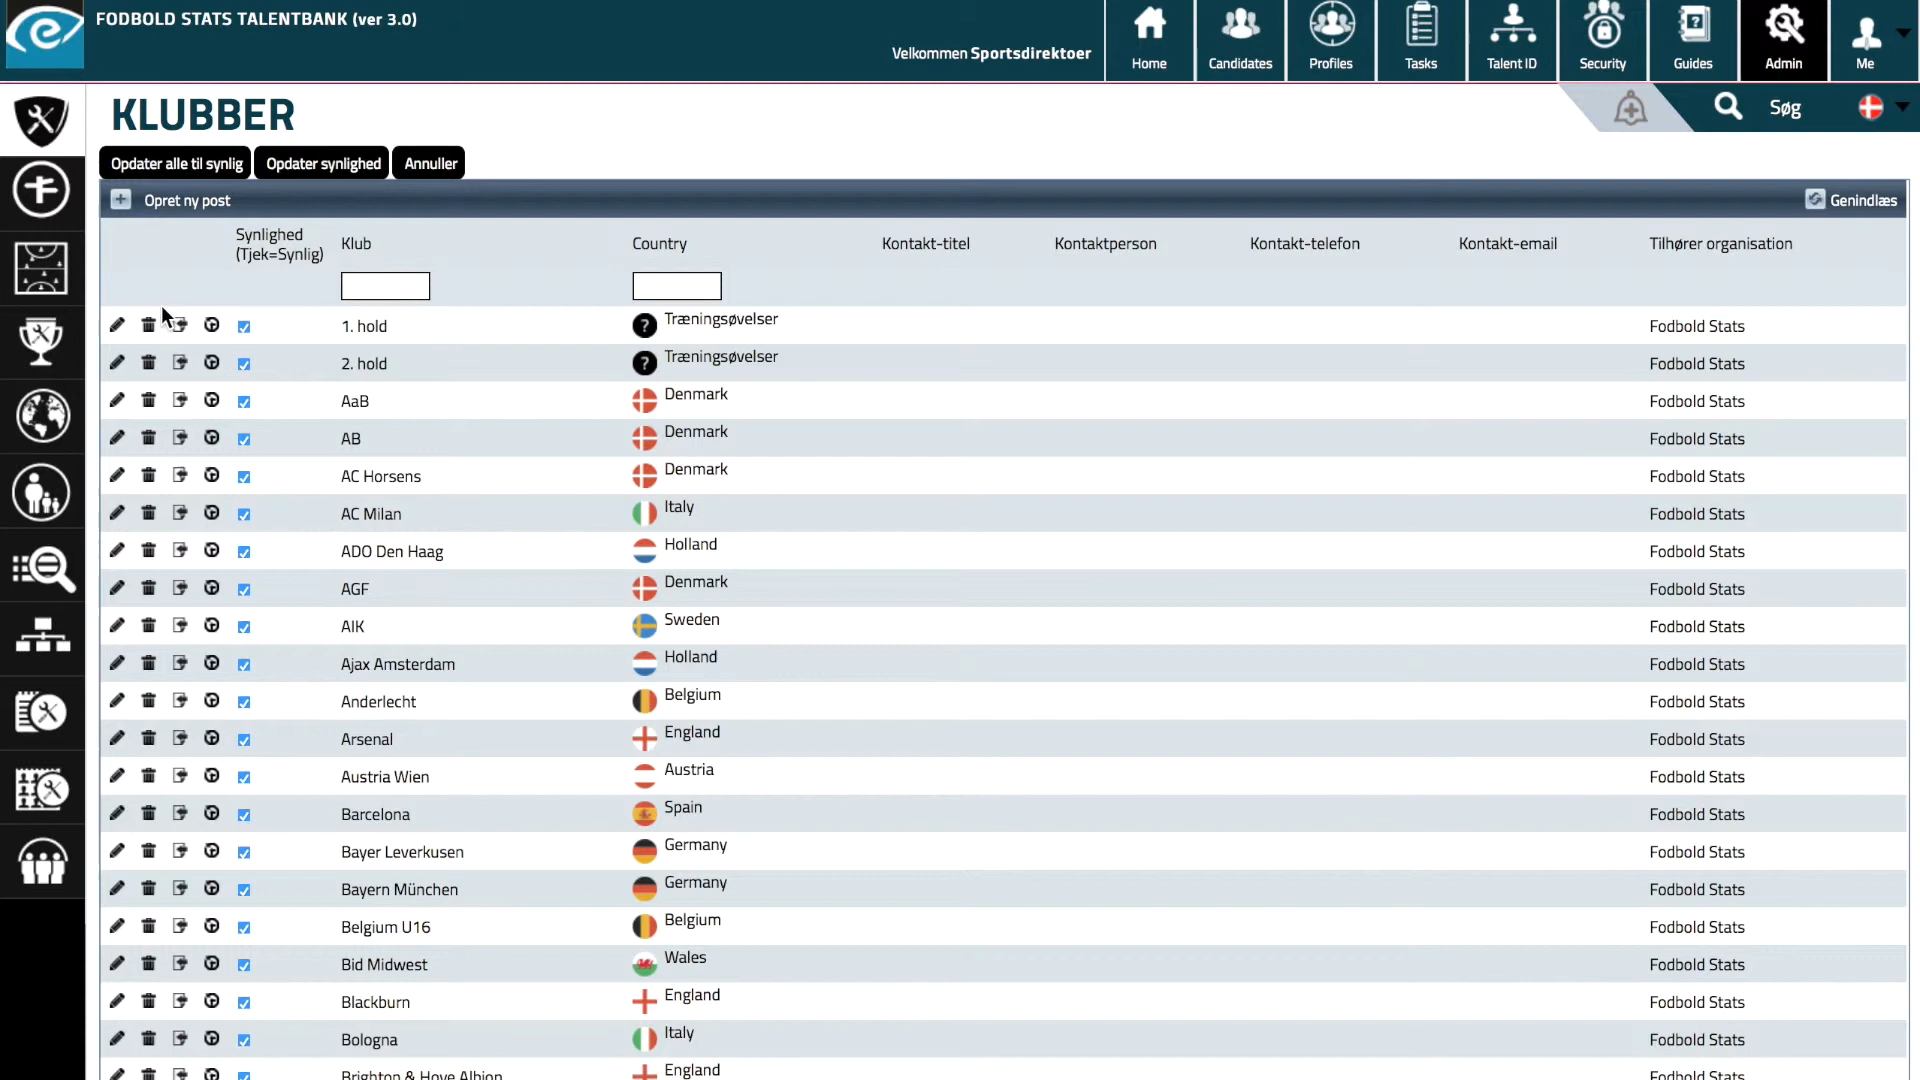 FODBOLD STATS TALENTBANK (ver 3.0)
Velkommen Sportsdirektoer
Home
Candidates
Profiles
Tasks
Talent ID
Security
Guides
Admin
Me
KLUBBER
Søg
Opdater alle til synlig
Opdater synlighed
Annuller
Opret ny post
Genindlæs
Synlighed
(Tjek=Synlig)
Klub
Country
Kontakt-titel
Kontaktperson
Kontakt-telefon
Kontakt-email
Tilhører organisation
1. hold Træningsøvelser Fodbold Stats
2. hold Træningsøvelser Fodbold Stats
AaB Denmark Fodbold Stats
AB Denmark Fodbold Stats
AC Horsens Denmark Fodbold Stats
AC Milan Italy Fodbold Stats
ADO Den Haag Holland Fodbold Stats
AGF Denmark Fodbold Stats
AIK Sweden Fodbold Stats
Ajax Amsterdam Holland Fodbold Stats
Anderlecht Belgium Fodbold Stats
Arsenal England Fodbold Stats
Austria Wien Austria Fodbold Stats
Barcelona Spain Fodbold Stats
Bayer Leverkusen Germany Fodbold Stats
Bayern München Germany Fodbold Stats
Belgium U16 Belgium Fodbold Stats
Bid Midwest Wales Fodbold Stats
Blackburn England Fodbold Stats
Bologna Italy Fodbold Stats
Brighton & Hove Albion England Fodbold Stats